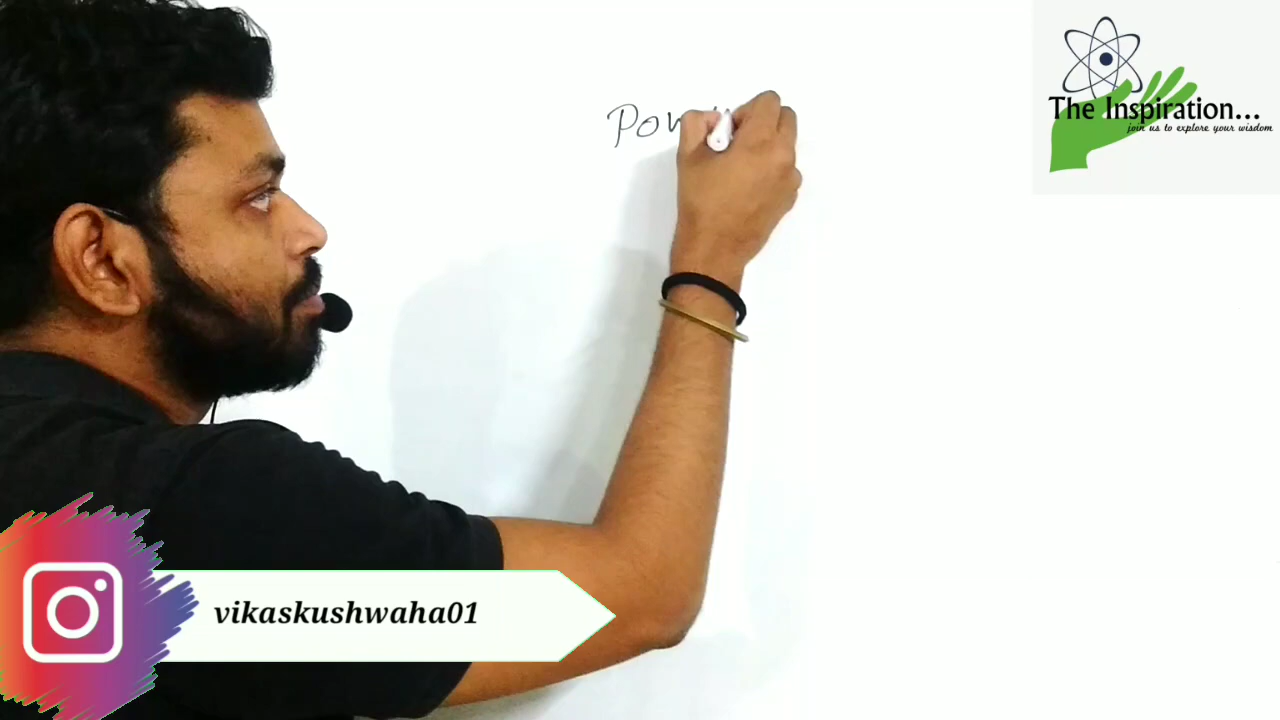 Pow
The Inspiration...
join us to explore your wisdom
vikaskushwaha01